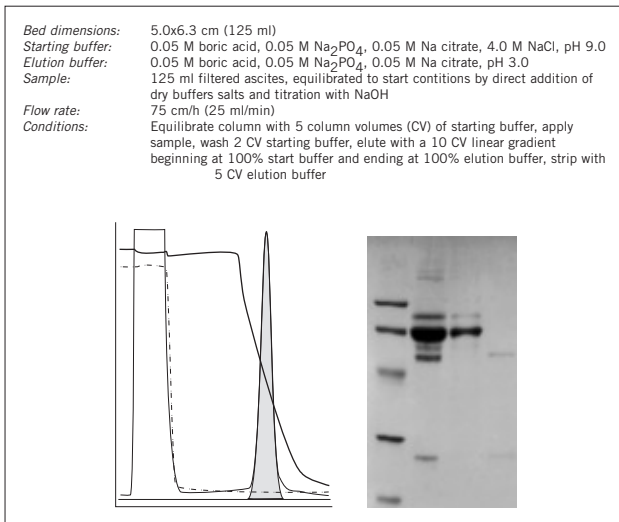 Bed dimensions: 5.0x6.3 cm (125 ml)
Starting buffer: 0.05 M boric acid, 0.05 M Na2PO4, 0.05 M Na citrate, 4.0 M NaCl, pH 9.0
Elution buffer: 0.05 M boric acid, 0.05 M Na2PO4, 0.05 M Na citrate, pH 3.0
Sample: 125 ml filtered ascites, equilibrated to start contitions by direct addition of
dry buffers salts and titration with NaOH
Flow rate: 75 cm/h (25 ml/min)
Conditions: Equilibrate column with 5 column volumes (CV) of starting buffer, apply
sample, wash 2 CV starting buffer, elute with a 10 CV linear gradient
beginning at 100% start buffer and ending at 100% elution buffer, strip with
5 CV elution buffer